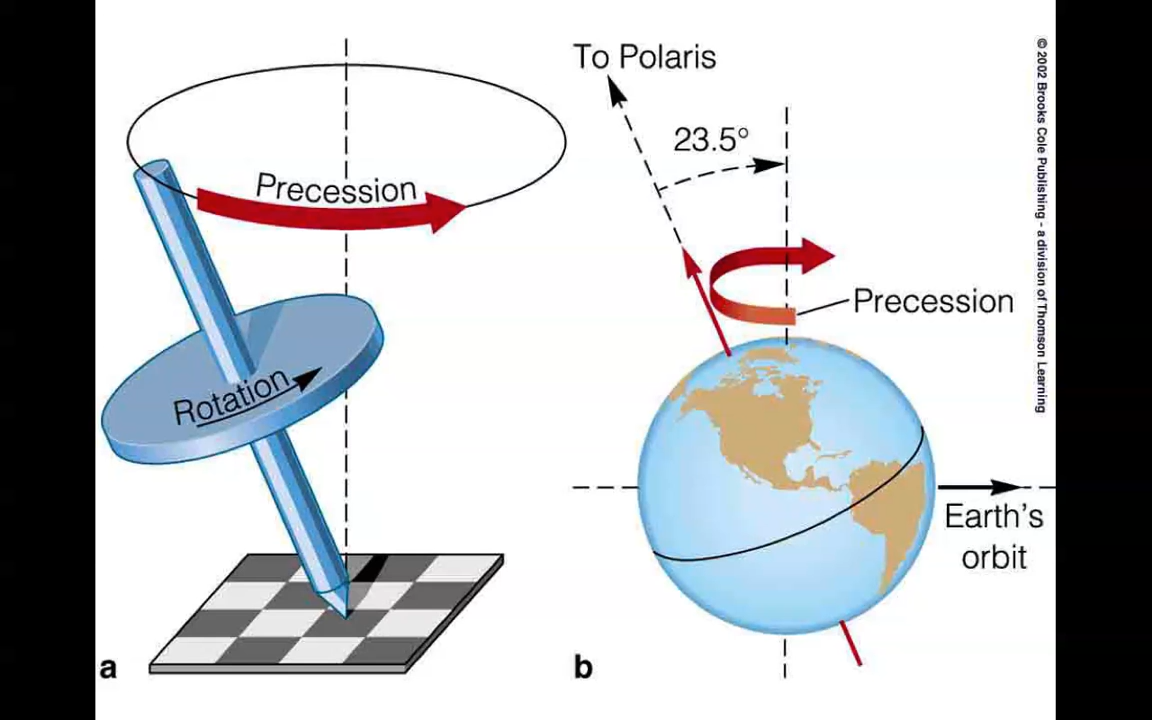 Precession
Rotation
a
To Polaris
23.5°
Precession
Earth's
orbit
b
© 2002 Brooks Cole Publishing - a division of Thomson Learning